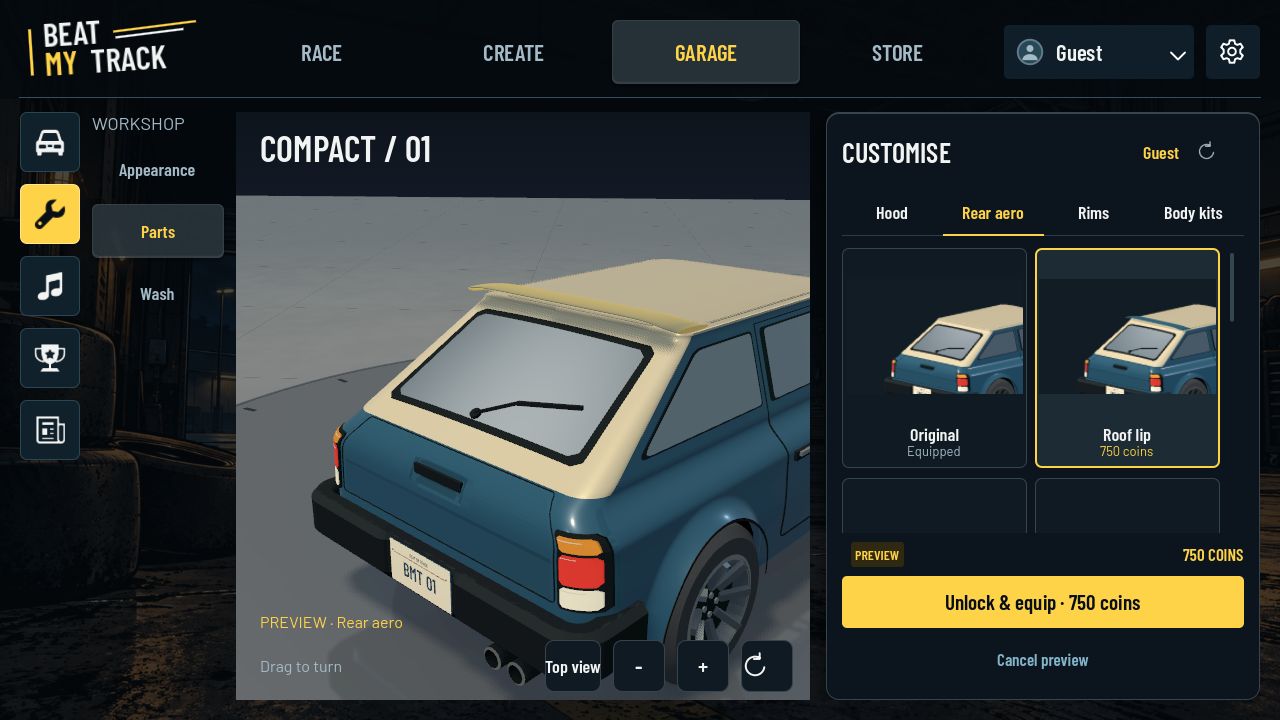 BEAT
MY TRACK
RACE
CREATE
GARAGE
STORE
Guest
WORKSHOP
Appearance
Parts
Wash
COMPACT / 01
BMT 01
PREVIEW · Rear aero
Drag to turn
Top view
-
+
CUSTOMISE
Guest
Hood
Rear aero
Rims
Body kits
Original
Equipped
Roof lip
750 coins
PREVIEW
750 COINS
Unlock & equip · 750 coins
Cancel preview